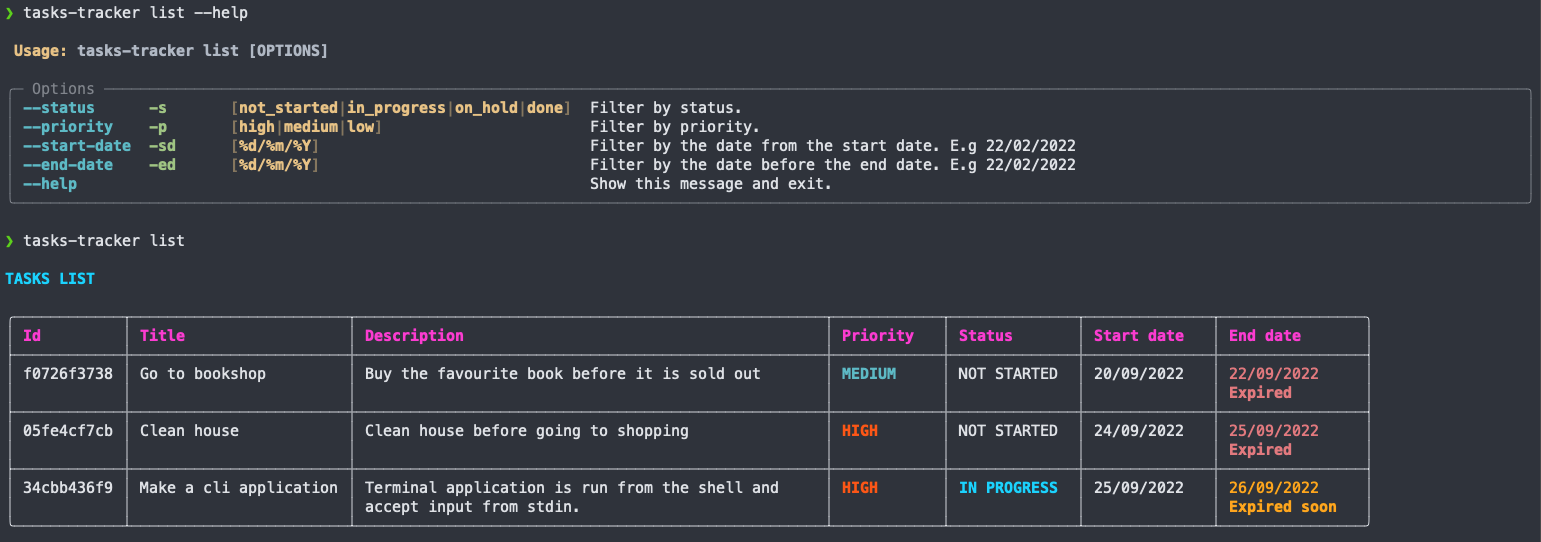 ❯ tasks-tracker list --help
Usage: tasks-tracker list [OPTIONS]
Options
--status -s [not_started|in_progress|on_hold|done] Filter by status.
--priority -p [high|medium|low] Filter by priority.
--start-date -sd [%d/%m/%Y] Filter by the date from the start date. E.g 22/02/2022
--end-date -ed [%d/%m/%Y] Filter by the date before the end date. E.g 22/02/2022
--help Show this message and exit.
❯ tasks-tracker list
TASKS LIST
Id Title Description Priority Status Start date End date
f0726f3738 Go to bookshop Buy the favourite book before it is sold out MEDIUM NOT STARTED 20/09/2022 22/09/2022
Expired
05fe4cf7cb Clean house Clean house before going to shopping HIGH NOT STARTED 24/09/2022 25/09/2022
Expired
34cbb436f9 Make a cli application Terminal application is run from the shell and HIGH IN PROGRESS 25/09/2022 26/09/2022
accept input from stdin. Expired soon